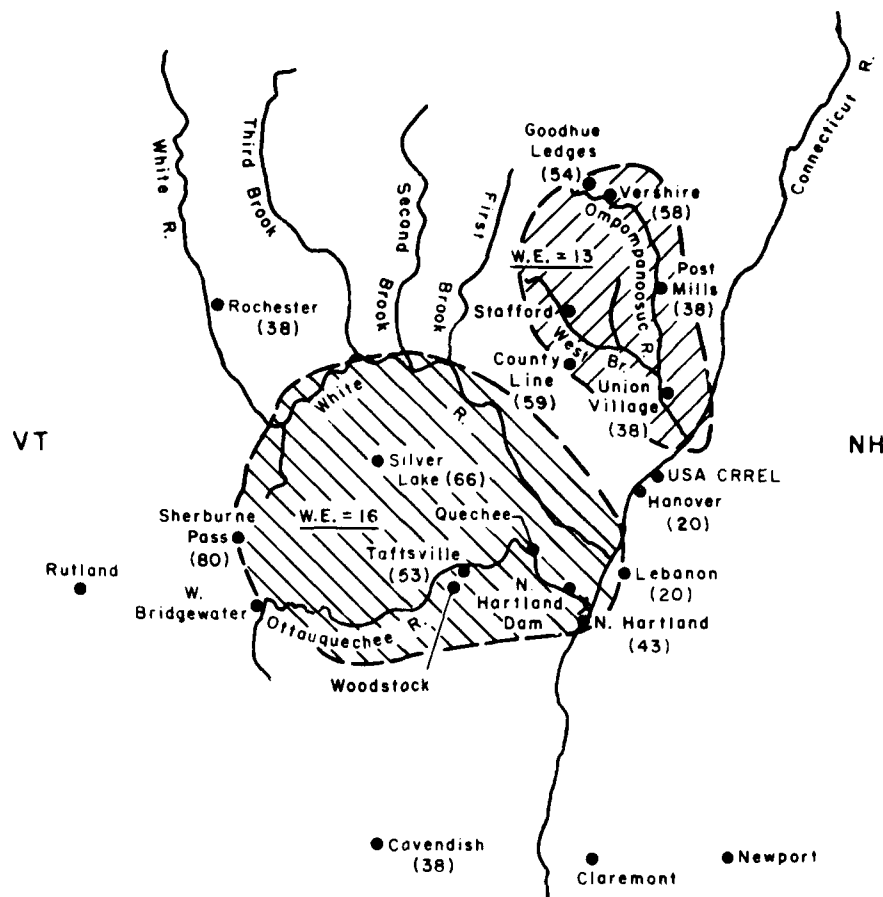 Connecticut R.
White R.
Third Brook
Second Brook
First Brook
Goodhue
Ledges
(54)
Vershire
(58)
Ompompanoosuc R.
W.E. = 13
Post
Mills
(38)
Rochester
(38)
Stafford
West Br.
County
Line
(59)
Union
Village
(38)
White R.
VT
NH
Silver
Lake (66)
USA CRREL
Hanover
(20)
W.E. = 16
Quechee
Sherburne
Pass
(80)
Taftsville
(53)
Rutland
N.
Hartland
Dam
Lebanon
(20)
W.
Bridgewater
Ottauquechee R.
N. Hartland
(43)
Woodstock
Cavendish
(38)
Claremont
Newport